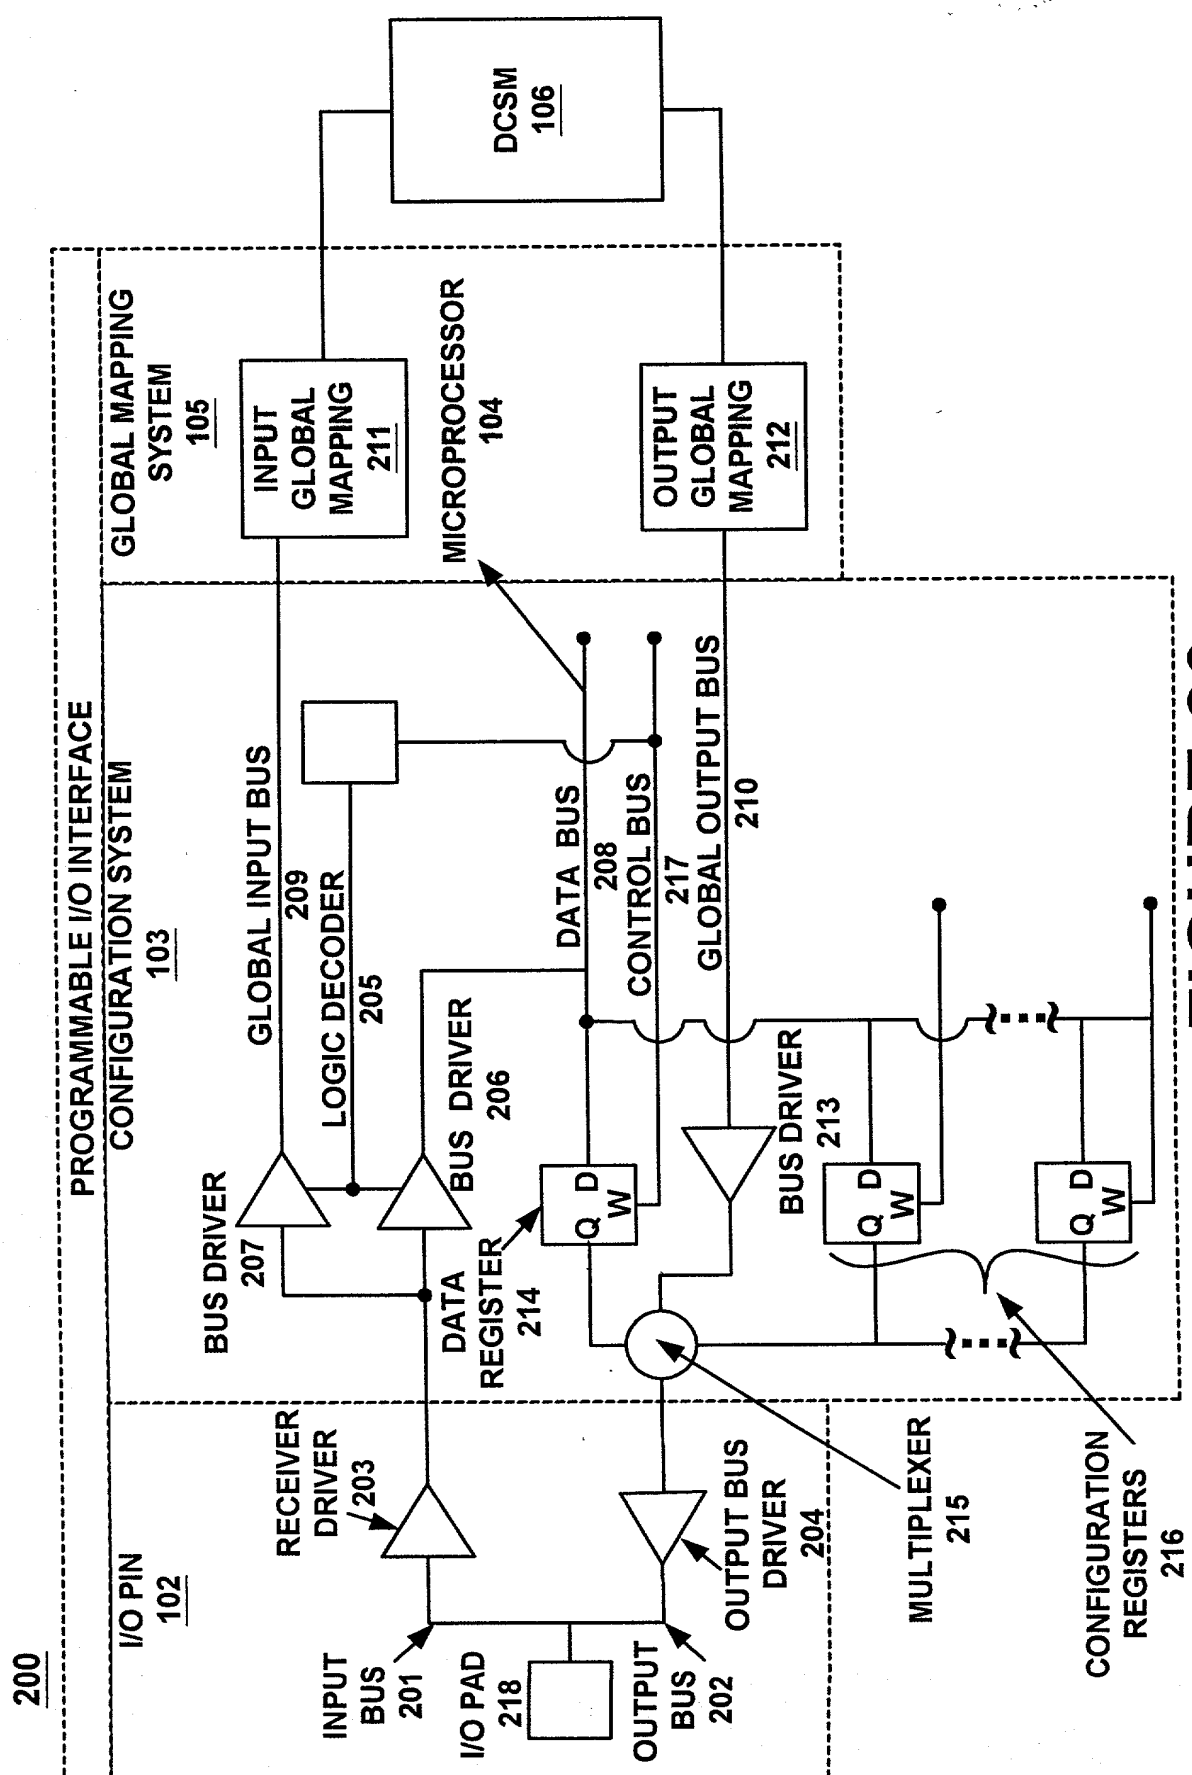 200
PROGRAMMABLE I/O INTERFACE
I/O PIN
102
CONFIGURATION SYSTEM
103
GLOBAL MAPPING
SYSTEM
105
RECEIVER
DRIVER
203
INPUT
BUS
201
I/O PAD
218
OUTPUT
BUS
202
OUTPUT BUS
DRIVER
204
BUS DRIVER
207
GLOBAL INPUT BUS
209
LOGIC DECODER
205
BUS DRIVER
206
DATA
REGISTER
214
Q D
W
DATA BUS
208
CONTROL BUS
217
GLOBAL OUTPUT BUS
210
BUS DRIVER
213
Q D
W
Q D
W
MULTIPLEXER
215
CONFIGURATION
REGISTERS
216
INPUT
GLOBAL
MAPPING
211
MICROPROCESSOR
104
OUTPUT
GLOBAL
MAPPING
212
DCSM
106